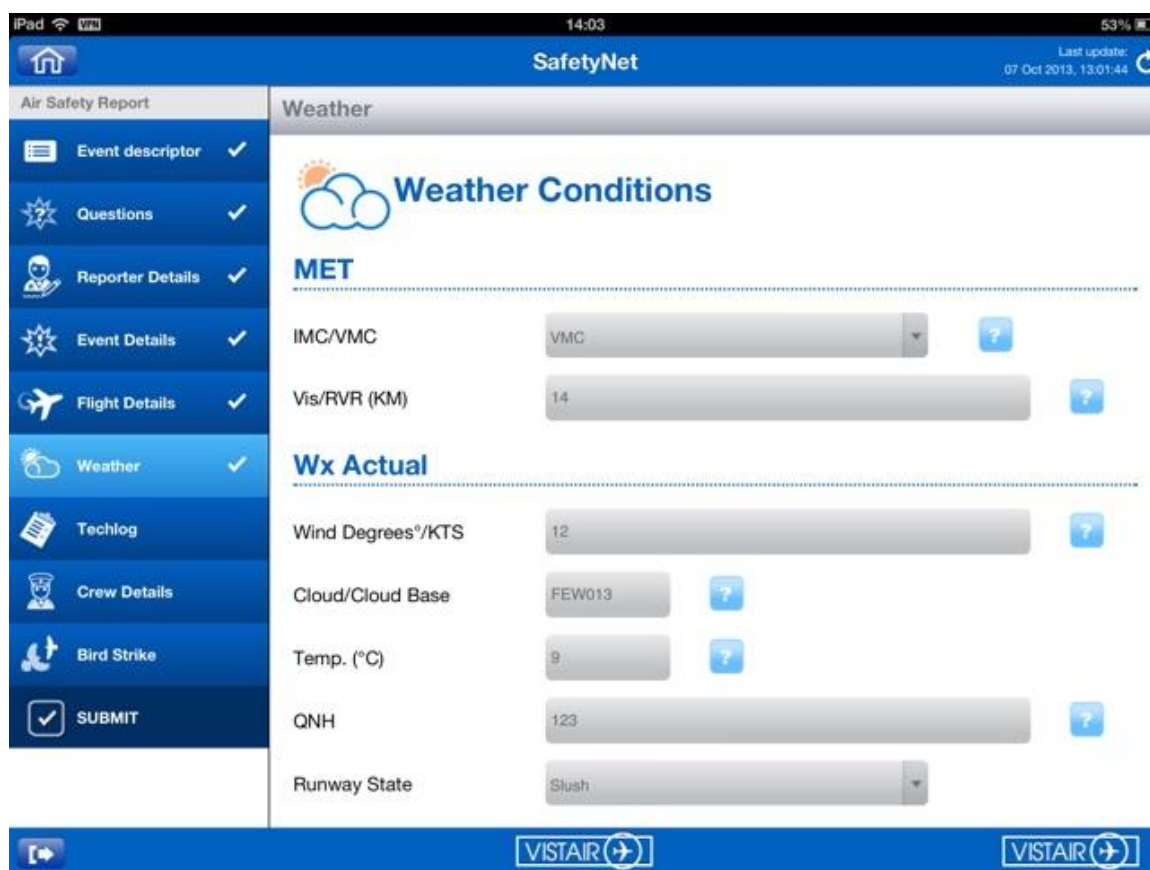 iPad VPN 14:03 53%
SafetyNet
Last update:
07 Oct 2013, 13:01:44
Air Safety Report
Event descriptor
Questions
Reporter Details
Event Details
Flight Details
Weather
Techlog
Crew Details
Bird Strike
SUBMIT
Weather
Weather Conditions
MET
IMC/VMC VMC ?
Vis/RVR (KM) 14 ?
Wx Actual
Wind Degrees°/KTS 12 ?
Cloud/Cloud Base FEW013 ?
Temp. (°C) 9 ?
QNH 123 ?
Runway State Slush
VISTAIR VISTAIR